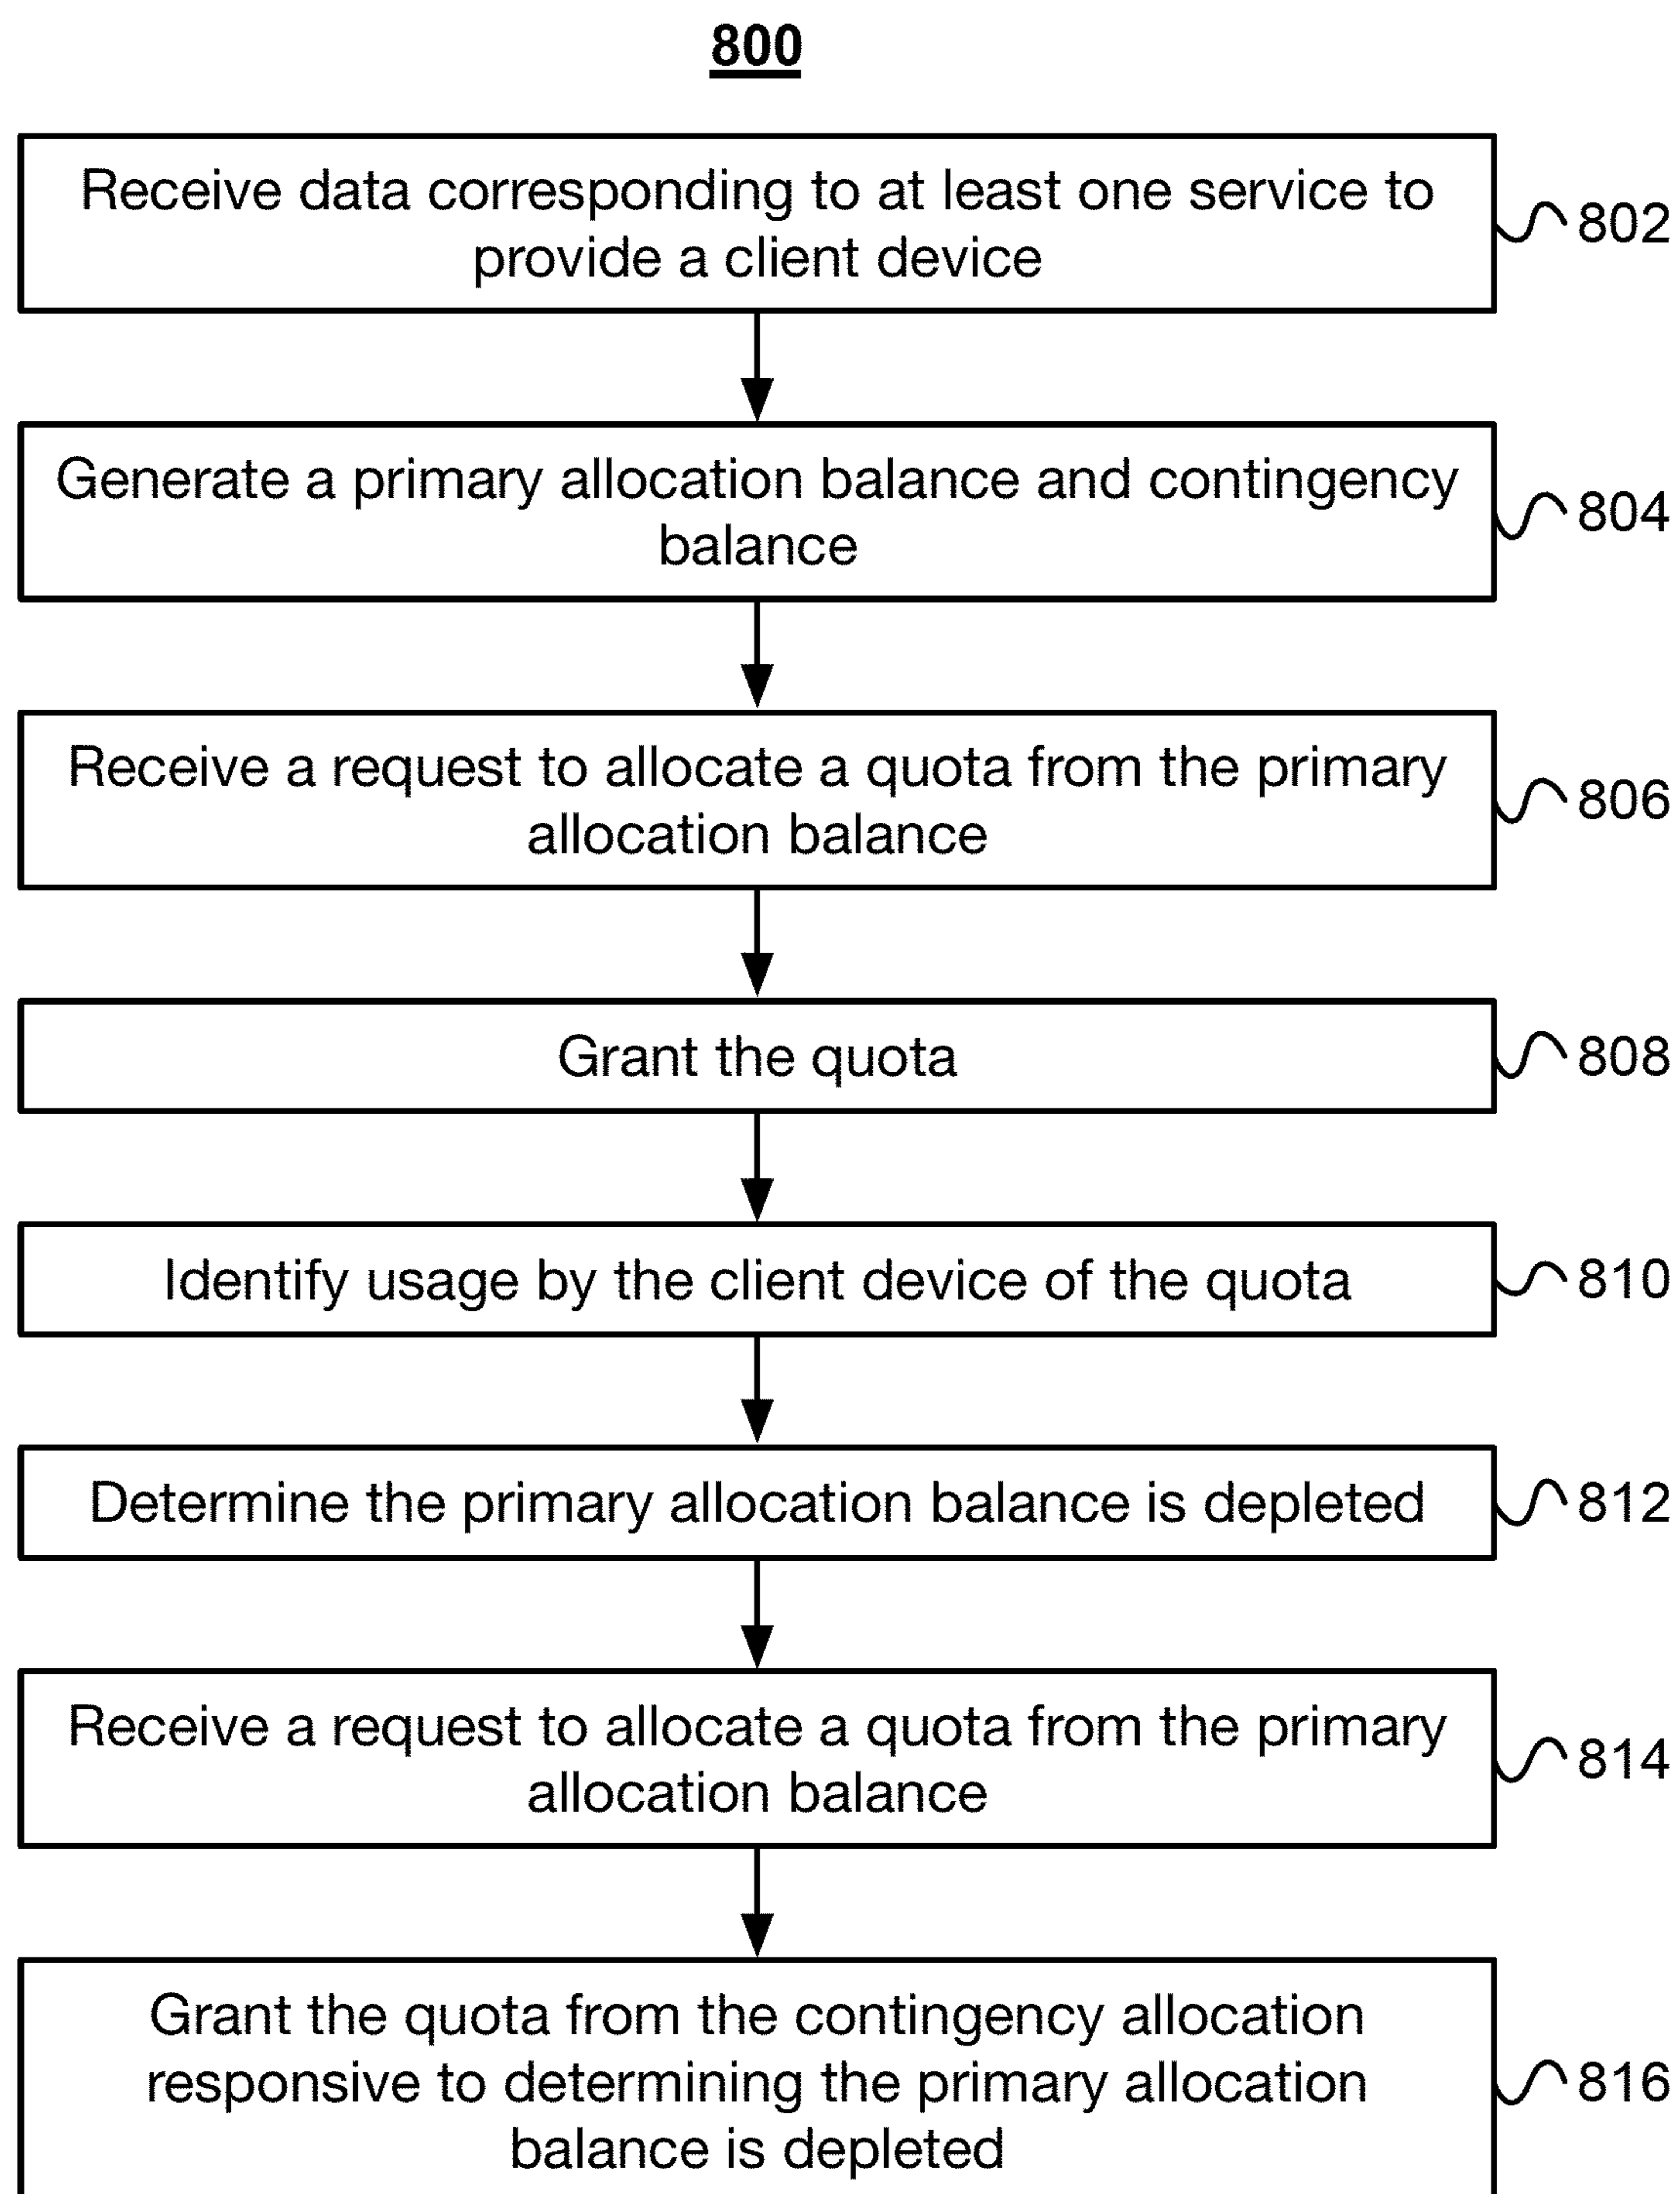 800
Receive data corresponding to at least one service to
provide a client device
802
Generate a primary allocation balance and contingency
balance
804
Receive a request to allocate a quota from the primary
allocation balance
806
Grant the quota
808
Identify usage by the client device of the quota
810
Determine the primary allocation balance is depleted
812
Receive a request to allocate a quota from the primary
allocation balance
814
Grant the quota from the contingency allocation
responsive to determining the primary allocation
balance is depleted
816